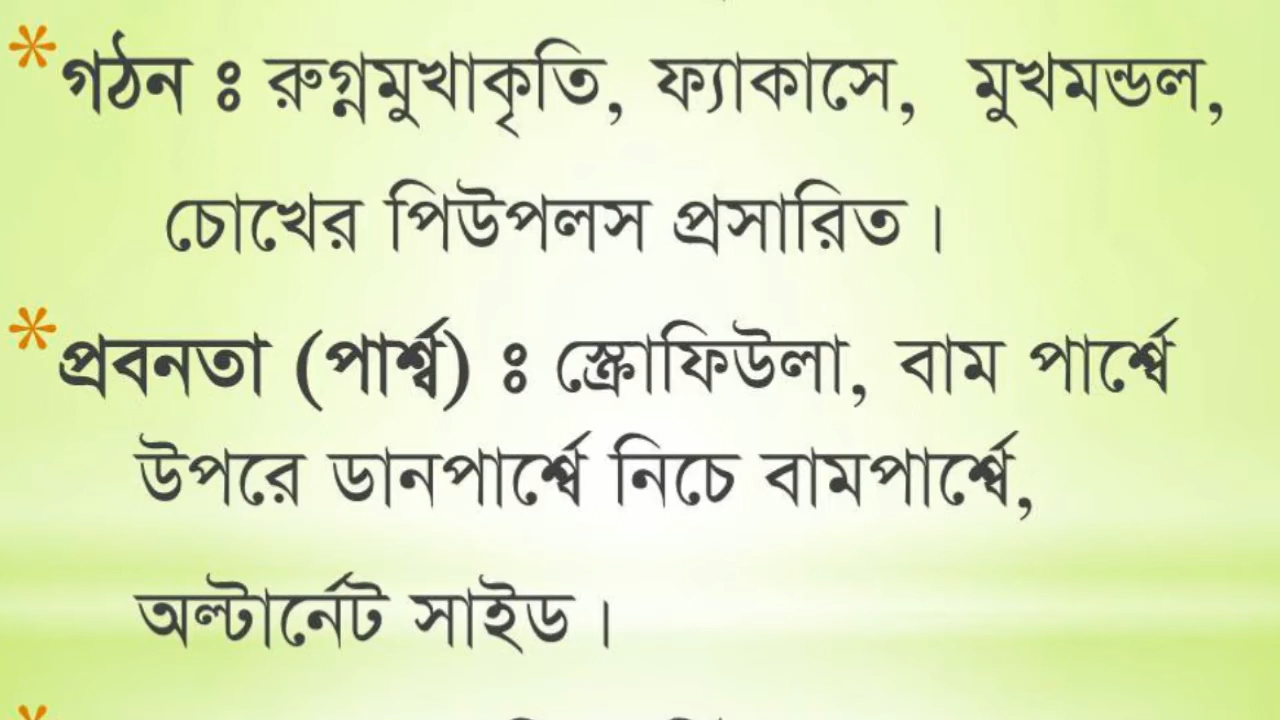 * গঠন ঃ রুগ্নমুখাকৃতি, ফ্যাকাসে, মুখমন্ডল,
চোখের পিউপলস প্রসারিত।
* প্রবনতা (পার্শ্ব) ঃ স্ক্রোফিউলা, বাম পার্শ্বে
উপরে ডানপার্শ্বে নিচে বামপার্শ্বে,
অল্টার্নেট সাইড।